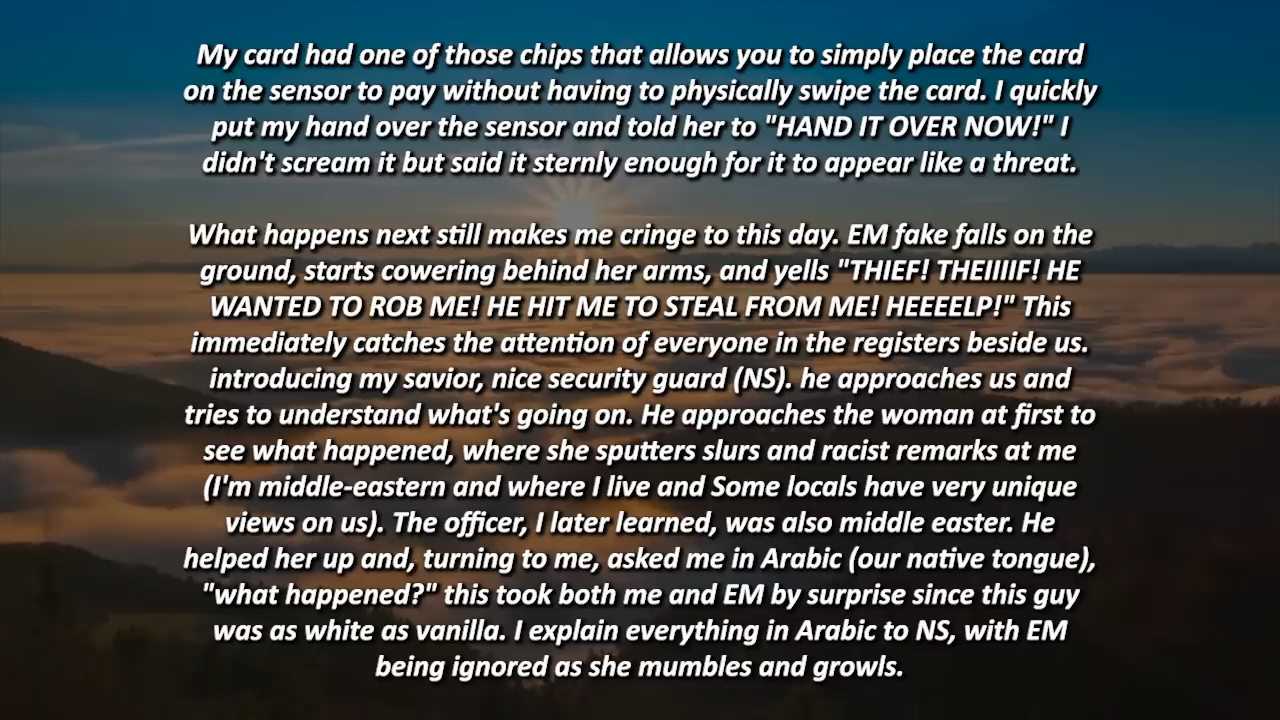 My card had one of those chips that allows you to simply place the card
on the sensor to pay without having to physically swipe the card. I quickly
put my hand over the sensor and told her to "HAND IT OVER NOW!" I
didn't scream it but said it sternly enough for it to appear like a threat.
What happens next still makes me cringe to this day. EM fake falls on the
ground, starts cowering behind her arms, and yells "THIEF! THEIIIIF! HE
WANTED TO ROB ME! HE HIT ME TO STEAL FROM ME! HEEEELP!" This
immediately catches the attention of everyone in the registers beside us.
introducing my savior, nice security guard (NS). he approaches us and
tries to understand what's going on. He approaches the woman at first to
see what happened, where she sputters slurs and racist remarks at me
(I'm middle-eastern and where I live and Some locals have very unique
views on us). The officer, I later learned, was also middle easter. He
helped her up and, turning to me, asked me in Arabic (our native tongue),
"what happened?" this took both me and EM by surprise since this guy
was as white as vanilla. I explain everything in Arabic to NS, with EM
being ignored as she mumbles and growls.